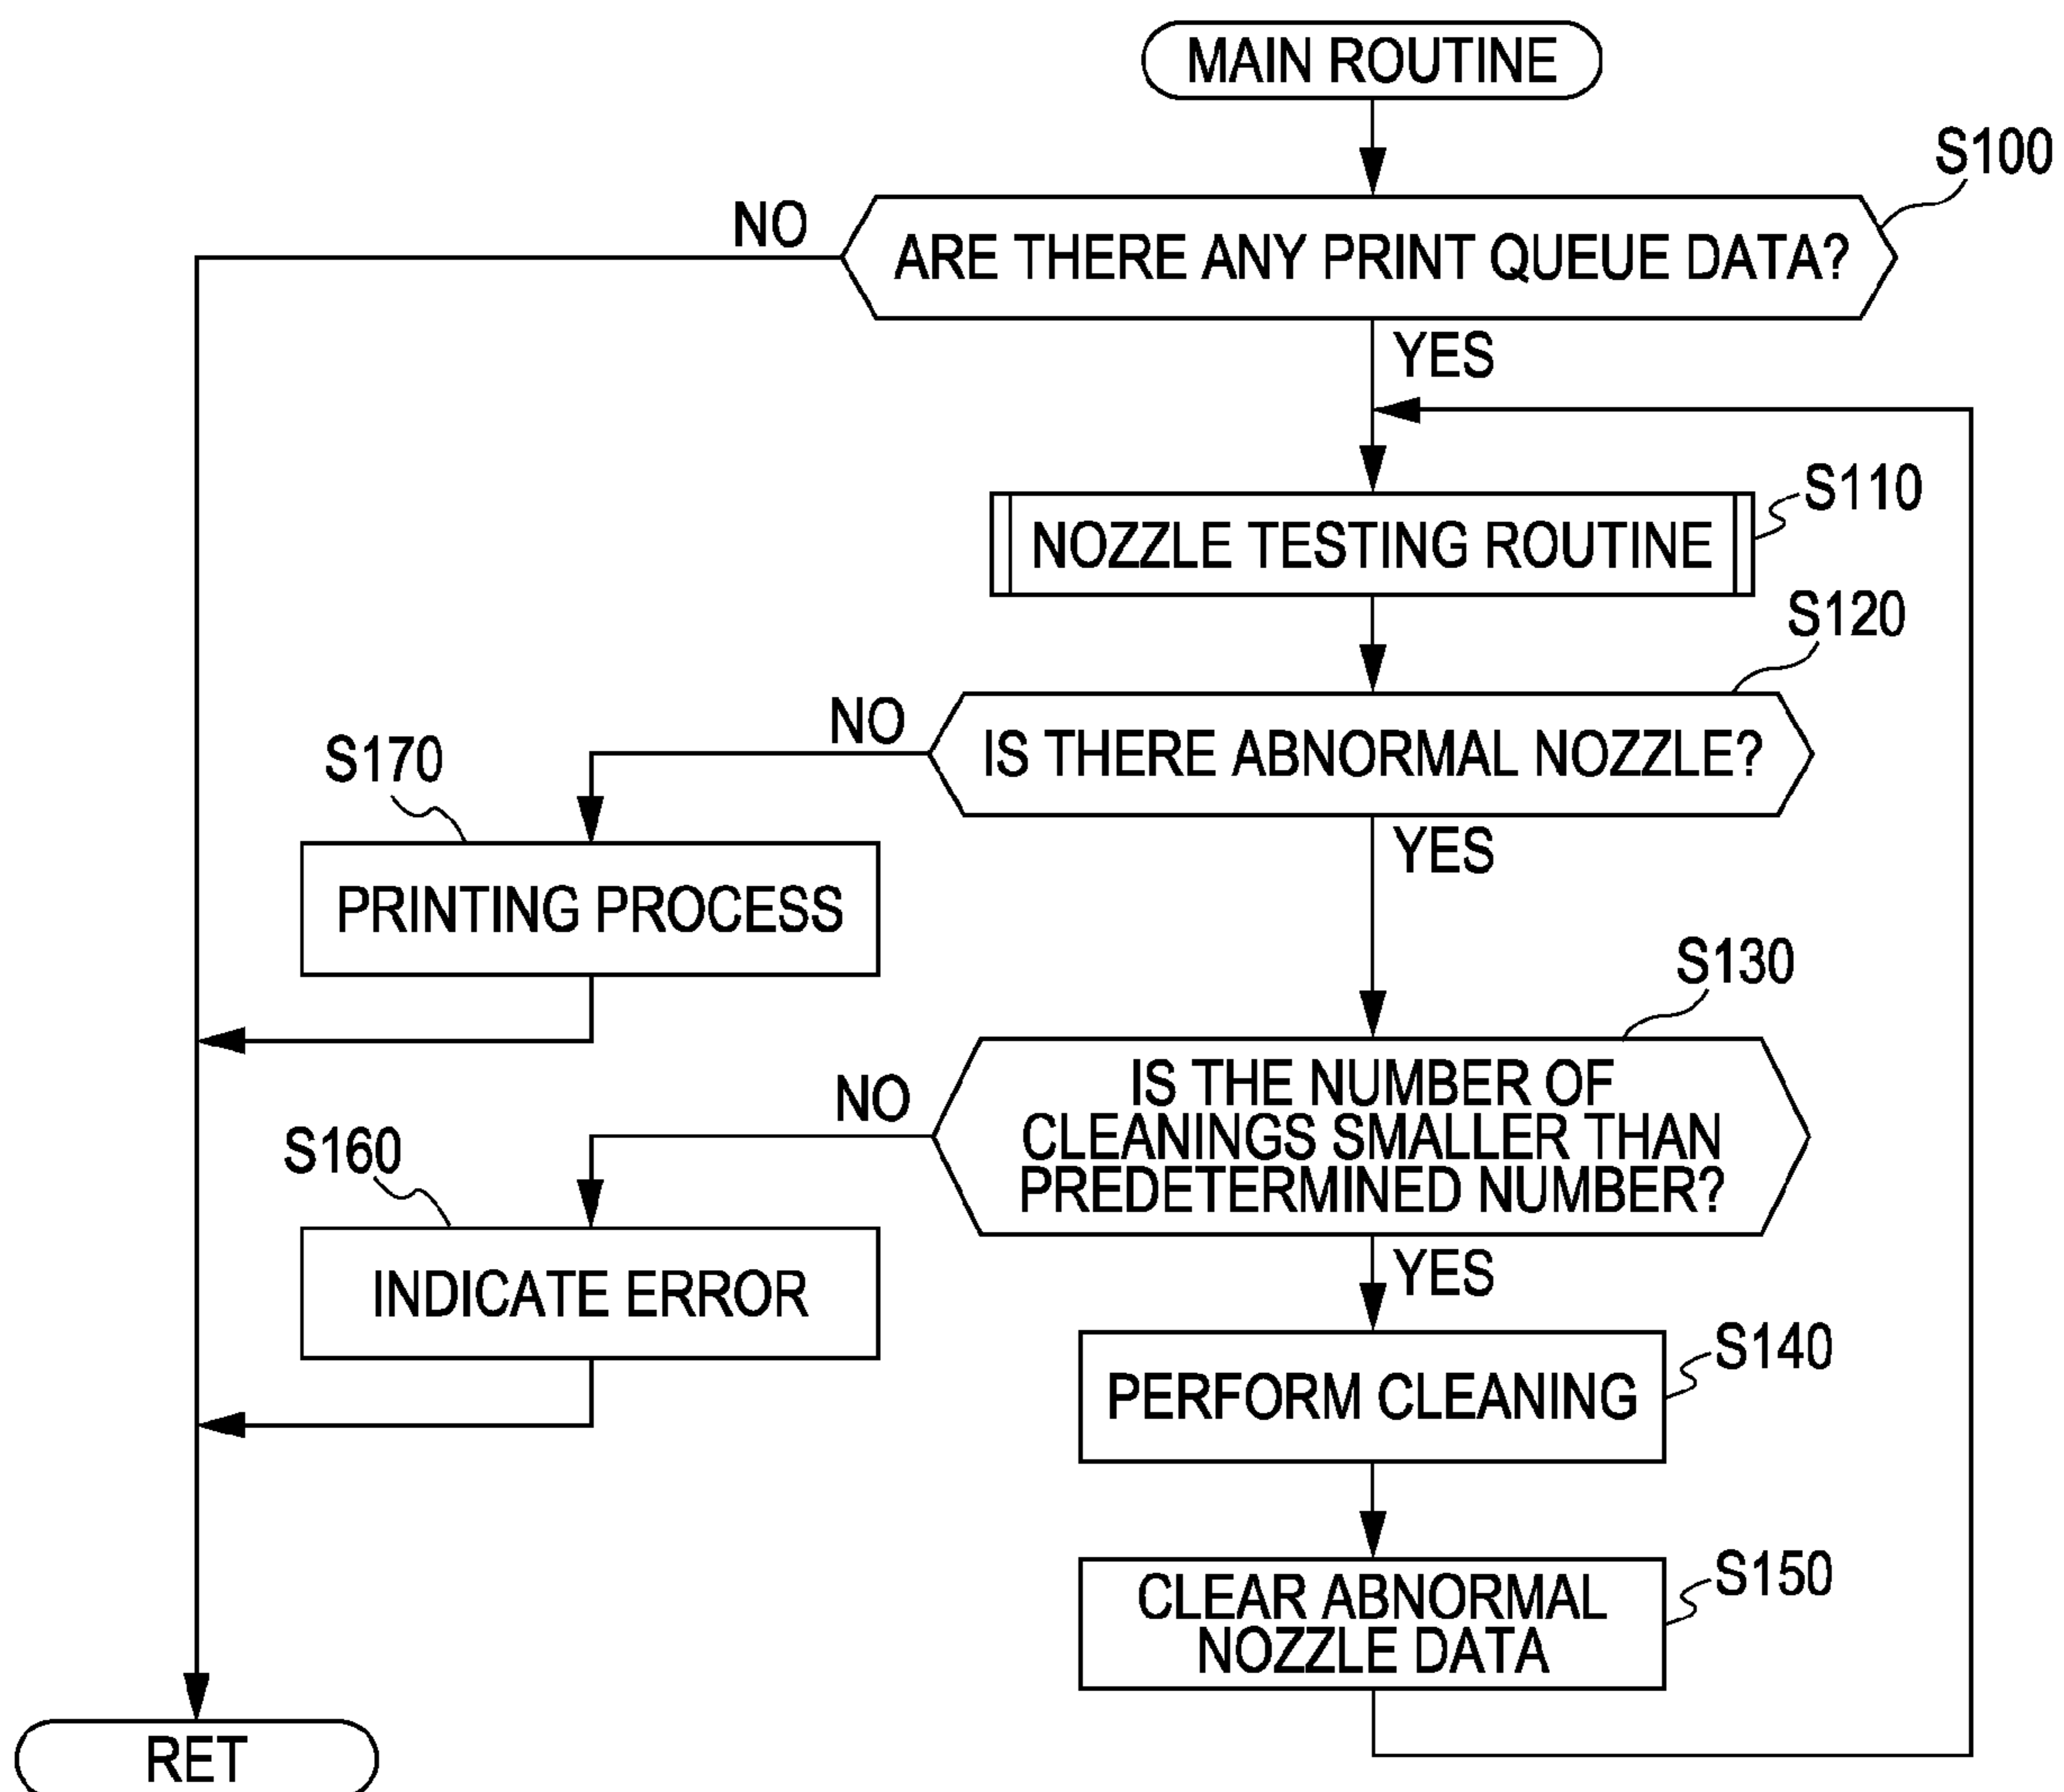 MAIN ROUTINE
S100
NO
ARE THERE ANY PRINT QUEUE DATA?
YES
S110
NOZZLE TESTING ROUTINE
S120
NO
IS THERE ABNORMAL NOZZLE?
S170
YES
PRINTING PROCESS
S130
NO
IS THE NUMBER OF
CLEANINGS SMALLER THAN
PREDETERMINED NUMBER?
S160
YES
INDICATE ERROR
S140
PERFORM CLEANING
S150
CLEAR ABNORMAL
NOZZLE DATA
RET